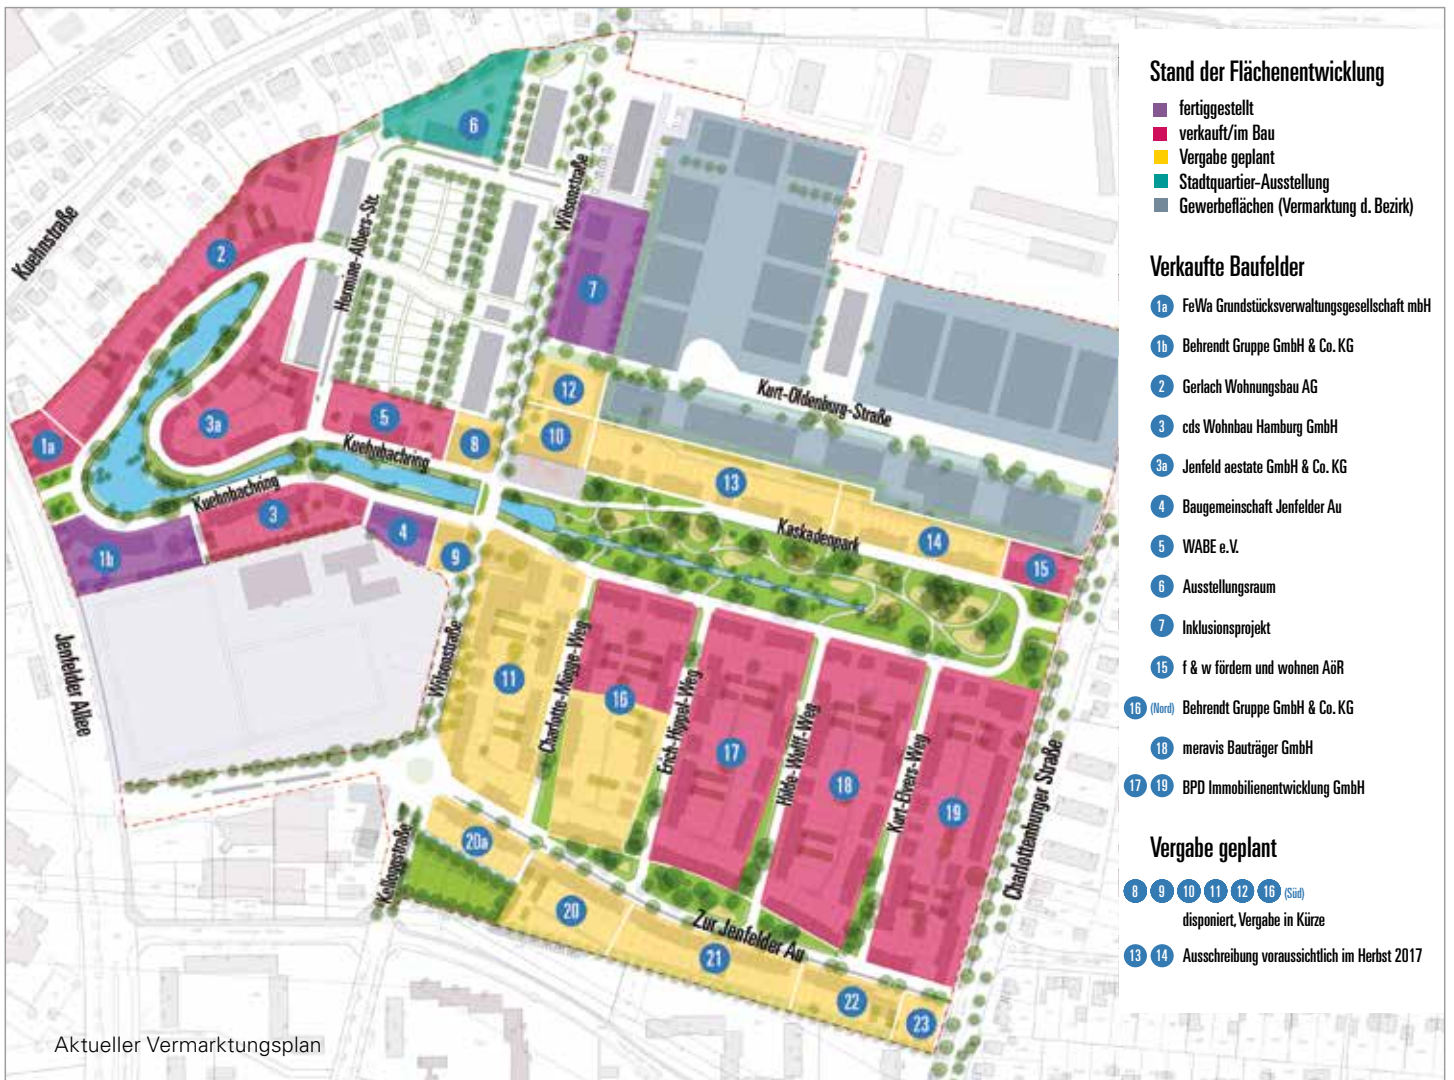 Stand der Flächenentwicklung
fertiggestellt
verkauft/im Bau
Vergabe geplant
Stadtquartier-Ausstellung
Gewerbeflächen (Vermarktung d. Bezirk)
Verkaufte Baufelder
1a FeWa Grundstücksverwaltungsgesellschaft mbH
1b Behrendt Gruppe GmbH & Co. KG
2 Gerlach Wohnungsbau AG
3 cds Wohnbau Hamburg GmbH
3a Jenfeld aestate GmbH & Co. KG
4 Baugemeinschaft Jenfelder Au
5 WABE e.V.
6 Ausstellungsraum
7 Inklusionsprojekt
15 f & w fördern und wohnen AöR
16 (Nord) Behrendt Gruppe GmbH & Co. KG
18 meravis Bauträger GmbH
17 19 BPD Immobilienentwicklung GmbH
Vergabe geplant
8 9 10 11 12 16 (Süd)
disponiert, Vergabe in Kürze
13 14 Ausschreibung voraussichtlich im Herbst 2017
Kuehnstraße
Hermine-Albers-Str.
Wilsonstraße
Kurt-Oldenburg-Straße
Kuehnbachring
Kuehnbachring
Kaskadenpark
Jenfelder Allee
Wilsonstraße
Charlotte-Mügge-Weg
Erich-Hippel-Weg
Hilde-Wulff-Weg
Kurt-Elvers-Weg
Charlottenburger Straße
Kelloggstraße
Zur Jenfelder Au
6
2
7
1a
3a
5
8
12
10
13
14
15
1b
3
4
9
11
16
17
18
19
20a
20
21
22
23
Aktueller Vermarktungsplan